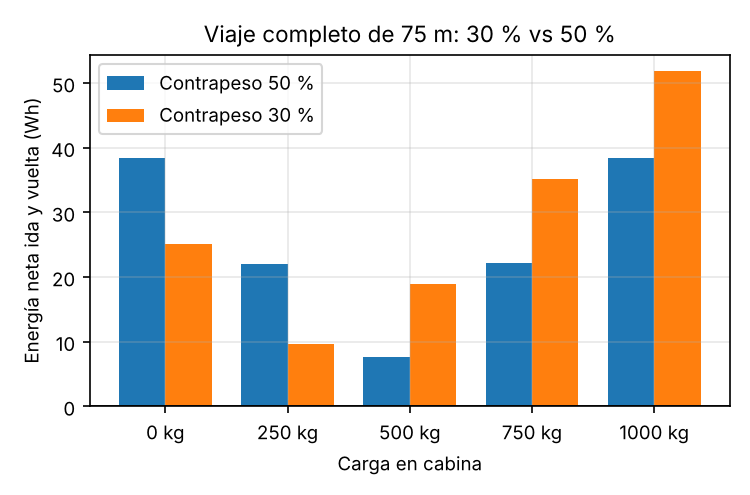 Viaje completo de 75 m: 30 % vs 50 %
Contrapeso 50 %
Contrapeso 30 %
Energía neta ida y vuelta (Wh)
50
40
30
20
10
0
0 kg
250 kg
500 kg
750 kg
1000 kg
Carga en cabina